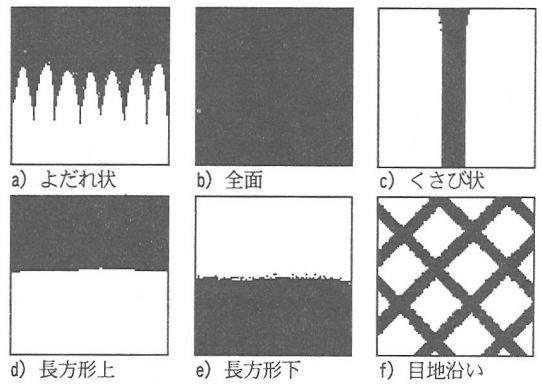 a) よだれ状
b) 全面
c) くさび状
d) 長方形上
e) 長方形下
f) 目地沿い